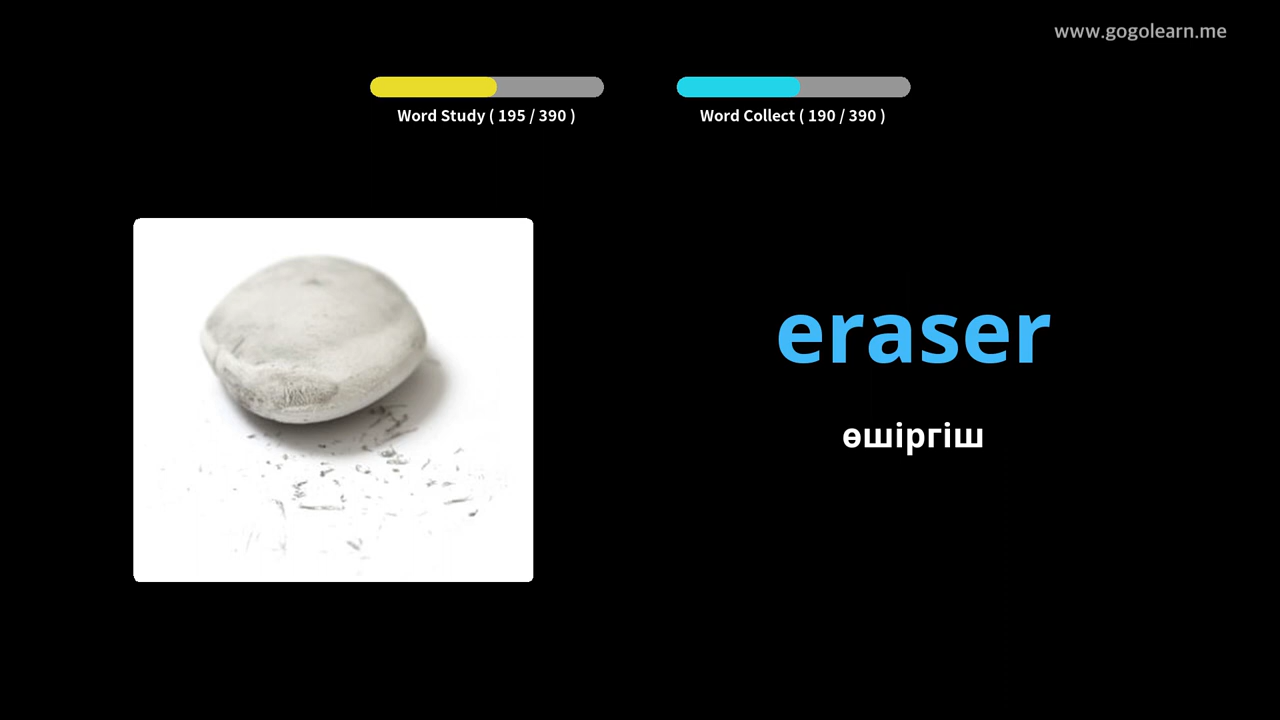 www.gogolearn.me
Word Study ( 195 / 390 )
Word Collect ( 190 / 390 )
eraser
өшіргіш